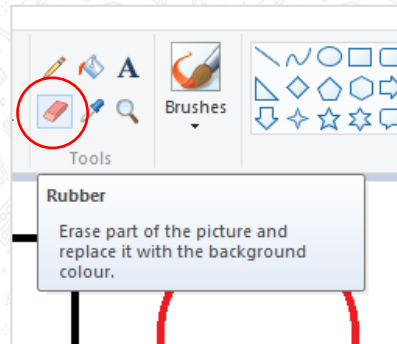 A
Brushes
Tools
Rubber
Erase part of the picture and
replace it with the background
colour.